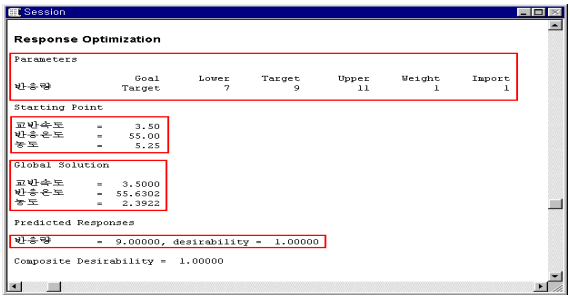 Session
Response Optimization
Parameters
Goal Lower Target Upper Weight Import
반응량 Target 7 9 11 1 1
Starting Point
교반속도 = 3.50
반응온도 = 55.00
농도 = 5.25
Global Solution
교반속도 = 3.5000
반응온도 = 55.6302
농도 = 2.3922
Predicted Responses
반응량 = 9.00000, desirability = 1.00000
Composite Desirability = 1.00000